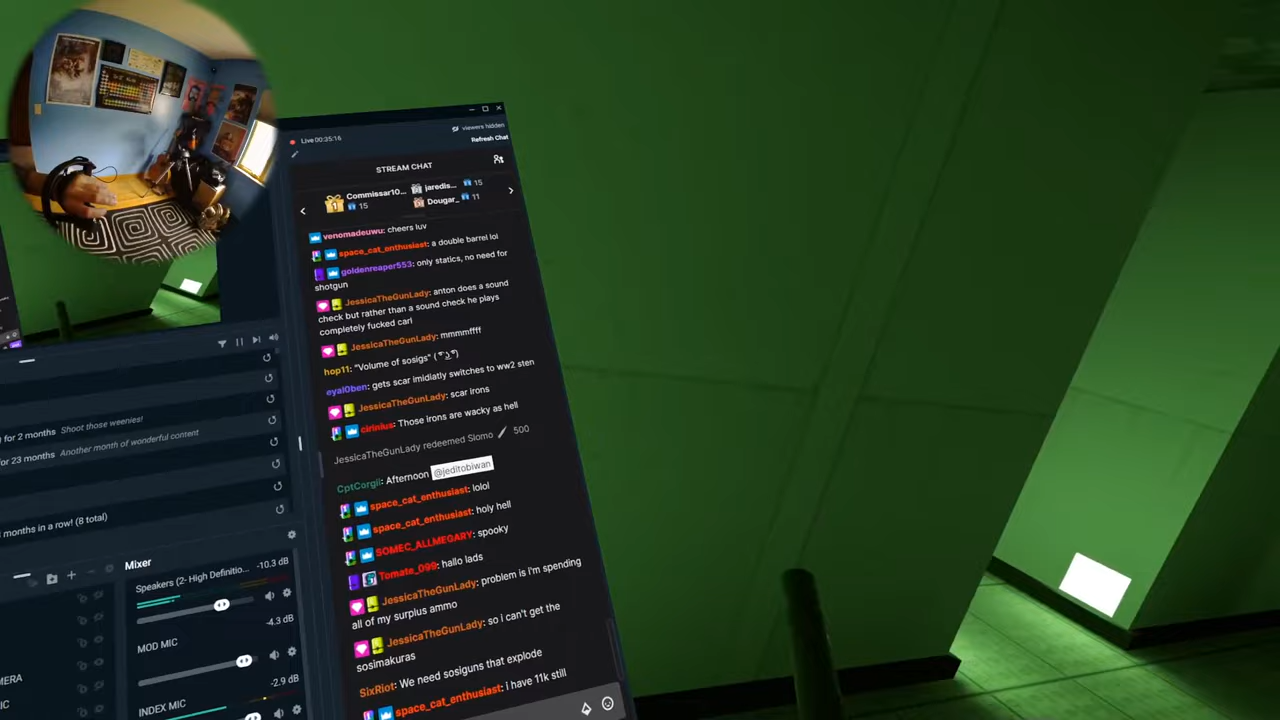 Live 00:35:16
viewers hidden
Refresh Chat
STREAM CHAT
Commissar10... 15
jaredis... 15
Dougar_ 11
venomadeuwu: cheers luv
space_cat_enthusiast: a double barrel lol
goldenreaper553: only statics, no need for
shotgun
JessicaTheGunLady: anton does a sound
check but rather than a sound check he plays
completely fucked cari
JessicaTheGunLady: mmmmffff
hop11: "Volume of sosigs" ( ͡° ͜ʖ ͡°)
eyal0ben: gets scar imidiatly switches to ww2 sten
JessicaTheGunLady: scar irons
cirinius: Those irons are wacky as hell
JessicaTheGunLady redeemed Slomo 500
CptCorgii: Afternoon @jeditobiwan
space_cat_enthusiast: lolol
space_cat_enthusiast: holy hell
SOMEC_ALLMEGARY: spooky
Tomate_099: hallo lads
JessicaTheGunLady: problem is i'm spending
all of my surplus ammo
JessicaTheGunLady: so i can't get the
sosimakuras
SixRiot: We need sosiguns that explode
space_cat_enthusiast: i have 11k still
for 2 months Shoot those weenies!
for 23 months Another month of wonderful content
months in a row! (8 total)
Mixer
Speakers (2- High Definitio... -10.3 dB
MOD MIC -4.3 dB
INDEX MIC -2.9 dB